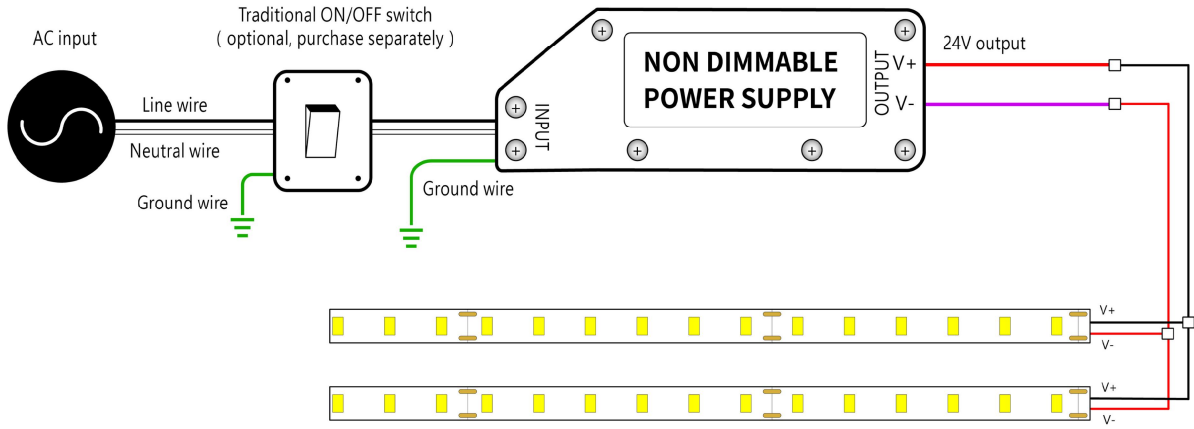 Traditional ON/OFF switch
( optional, purchase separately )
AC input
Line wire
Neutral wire
Ground wire
Ground wire
INPUT
NON DIMMABLE
POWER SUPPLY
OUTPUT
V+
V-
24V output
V+
V-
V+
V-